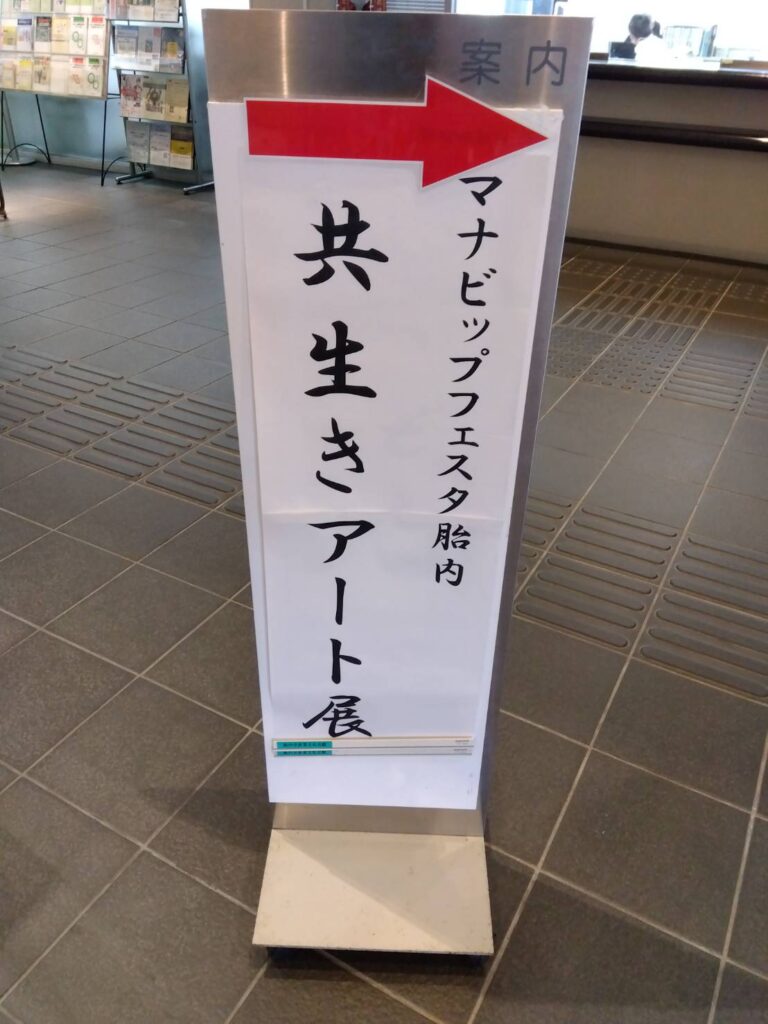 案内
マナビップフェスタ胎内
共生きアート展